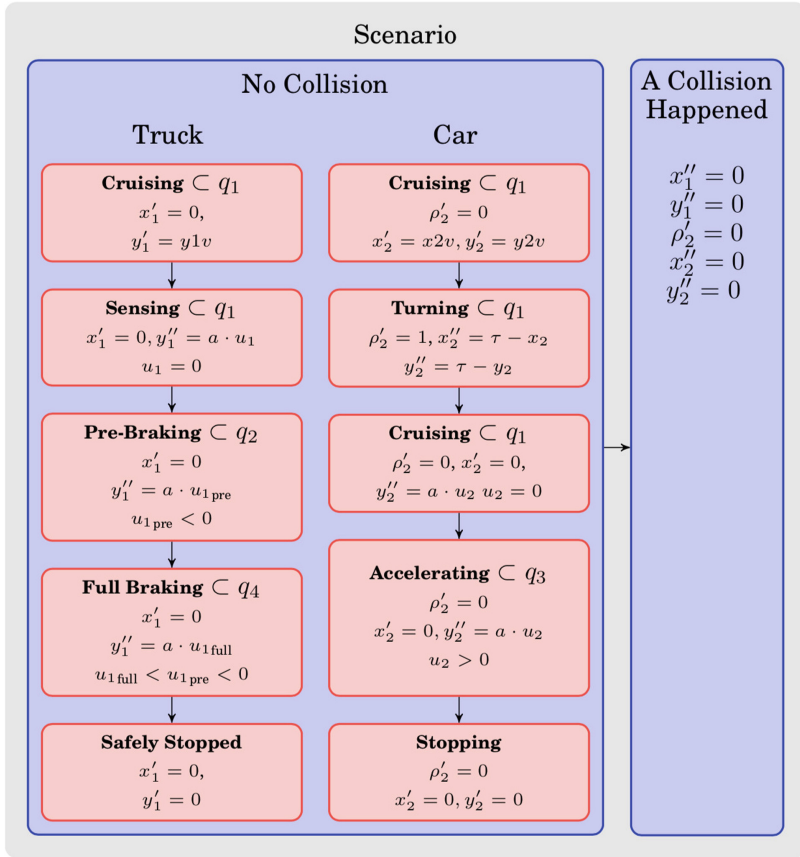 Scenario
No Collision
Truck
Cruising ⊂ q₁
x′₁ = 0,
y′₁ = y1v
Sensing ⊂ q₁
x′₁ = 0, y″₁ = a · u₁
u₁ = 0
Pre-Braking ⊂ q₂
x′₁ = 0
y″₁ = a · u₁ pre
u₁ pre < 0
Full Braking ⊂ q₄
x′₁ = 0
y″₁ = a · u₁ full
u₁ full < u₁ pre < 0
Safely Stopped
x′₁ = 0,
y′₁ = 0
Car
Cruising ⊂ q₁
ρ′₂ = 0
x′₂ = x2v, y′₂ = y2v
Turning ⊂ q₁
ρ′₂ = 1, x″₂ = τ − x₂
y″₂ = τ − y₂
Cruising ⊂ q₁
ρ′₂ = 0, x′₂ = 0,
y″₂ = a · u₂ u₂ = 0
Accelerating ⊂ q₃
ρ′₂ = 0
x′₂ = 0, y″₂ = a · u₂
u₂ > 0
Stopping
ρ′₂ = 0
x′₂ = 0, y′₂ = 0
A Collision
Happened
x″₁ = 0
y″₁ = 0
ρ′₂ = 0
x″₂ = 0
y″₂ = 0